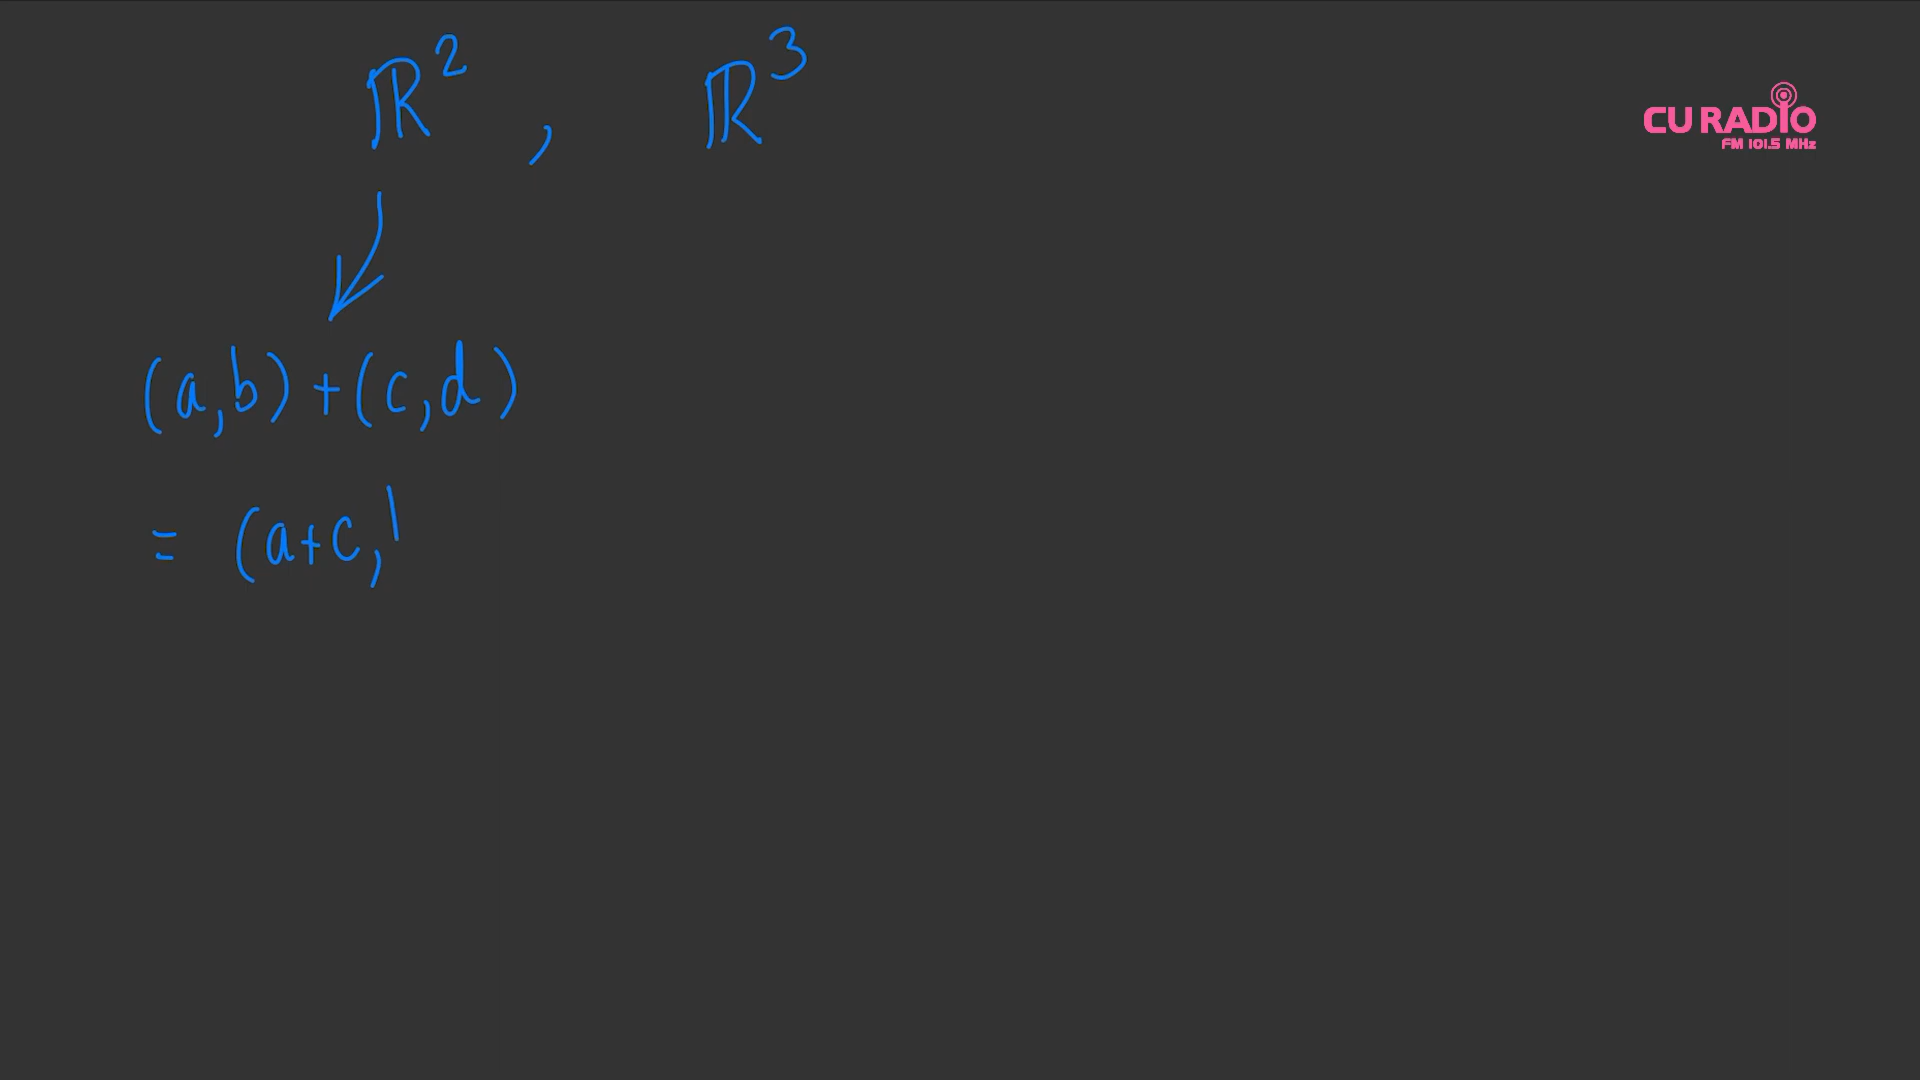 ℝ², ℝ³
CU RADIO
FM 101.5 MHz
(a,b)+(c,d)
= (a+c,